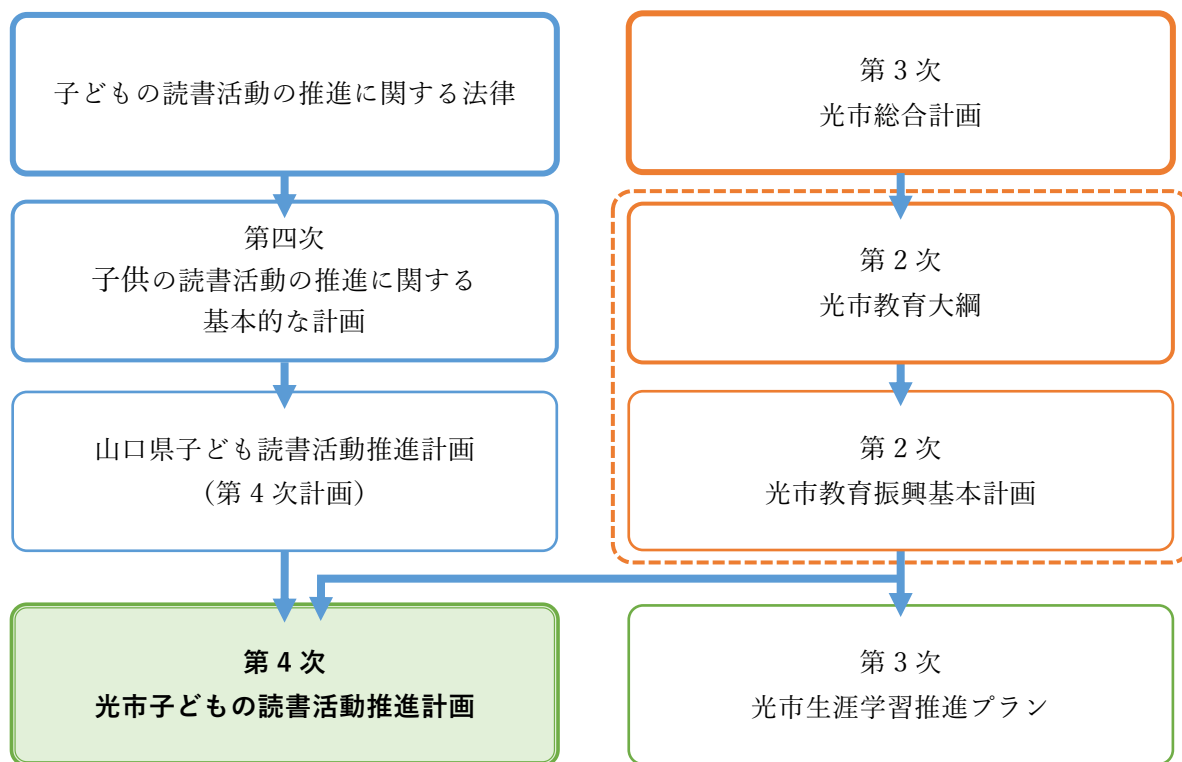 子どもの読書活動の推進に関する法律
第四次
子供の読書活動の推進に関する
基本的な計画
山口県子ども読書活動推進計画
（第 4 次計画）
第 4 次
光市子どもの読書活動推進計画
第 3 次
光市総合計画
第 2 次
光市教育大綱
第 2 次
光市教育振興基本計画
第 3 次
光市生涯学習推進プラン